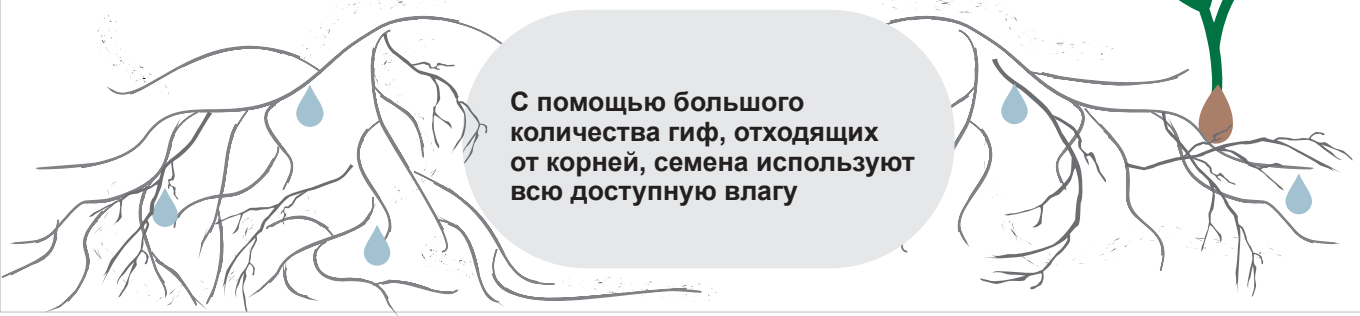 С помощью большого
количества гиф, отходящих
от корней, семена используют
всю доступную влагу